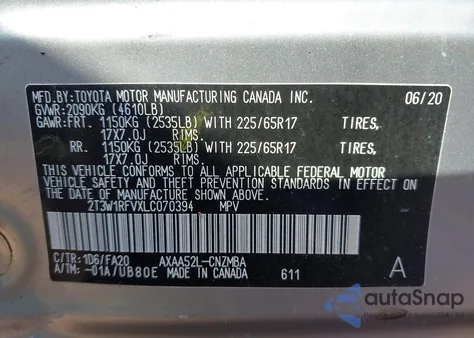 MFD.BY:TOYOTA MOTOR MANUFACTURING CANADA INC. 06/20
GVWR:2090KG (4610LB)
GAWR:FRT. 1150KG (2535LB) WITH 225/65R17 TIRES,
17X7.0J RIMS.
RR. 1150KG (2535LB) WITH 225/65R17 TIRES,
17X7.0J RIMS.
THIS VEHICLE CONFORMS TO ALL APPLICABLE FEDERAL MOTOR
VEHICLE SAFETY AND THEFT PREVENTION STANDARDS IN EFFECT ON
THE DATE OF MANUFACTURE SHOWN ABOVE.
2T3W1RFVXLC070394 MPV
C/TR:1D6/FA20 AXAA52L-CNZMBA
A/TM:-01A/UB80E MADE IN CANADA 611 A
autoSnap